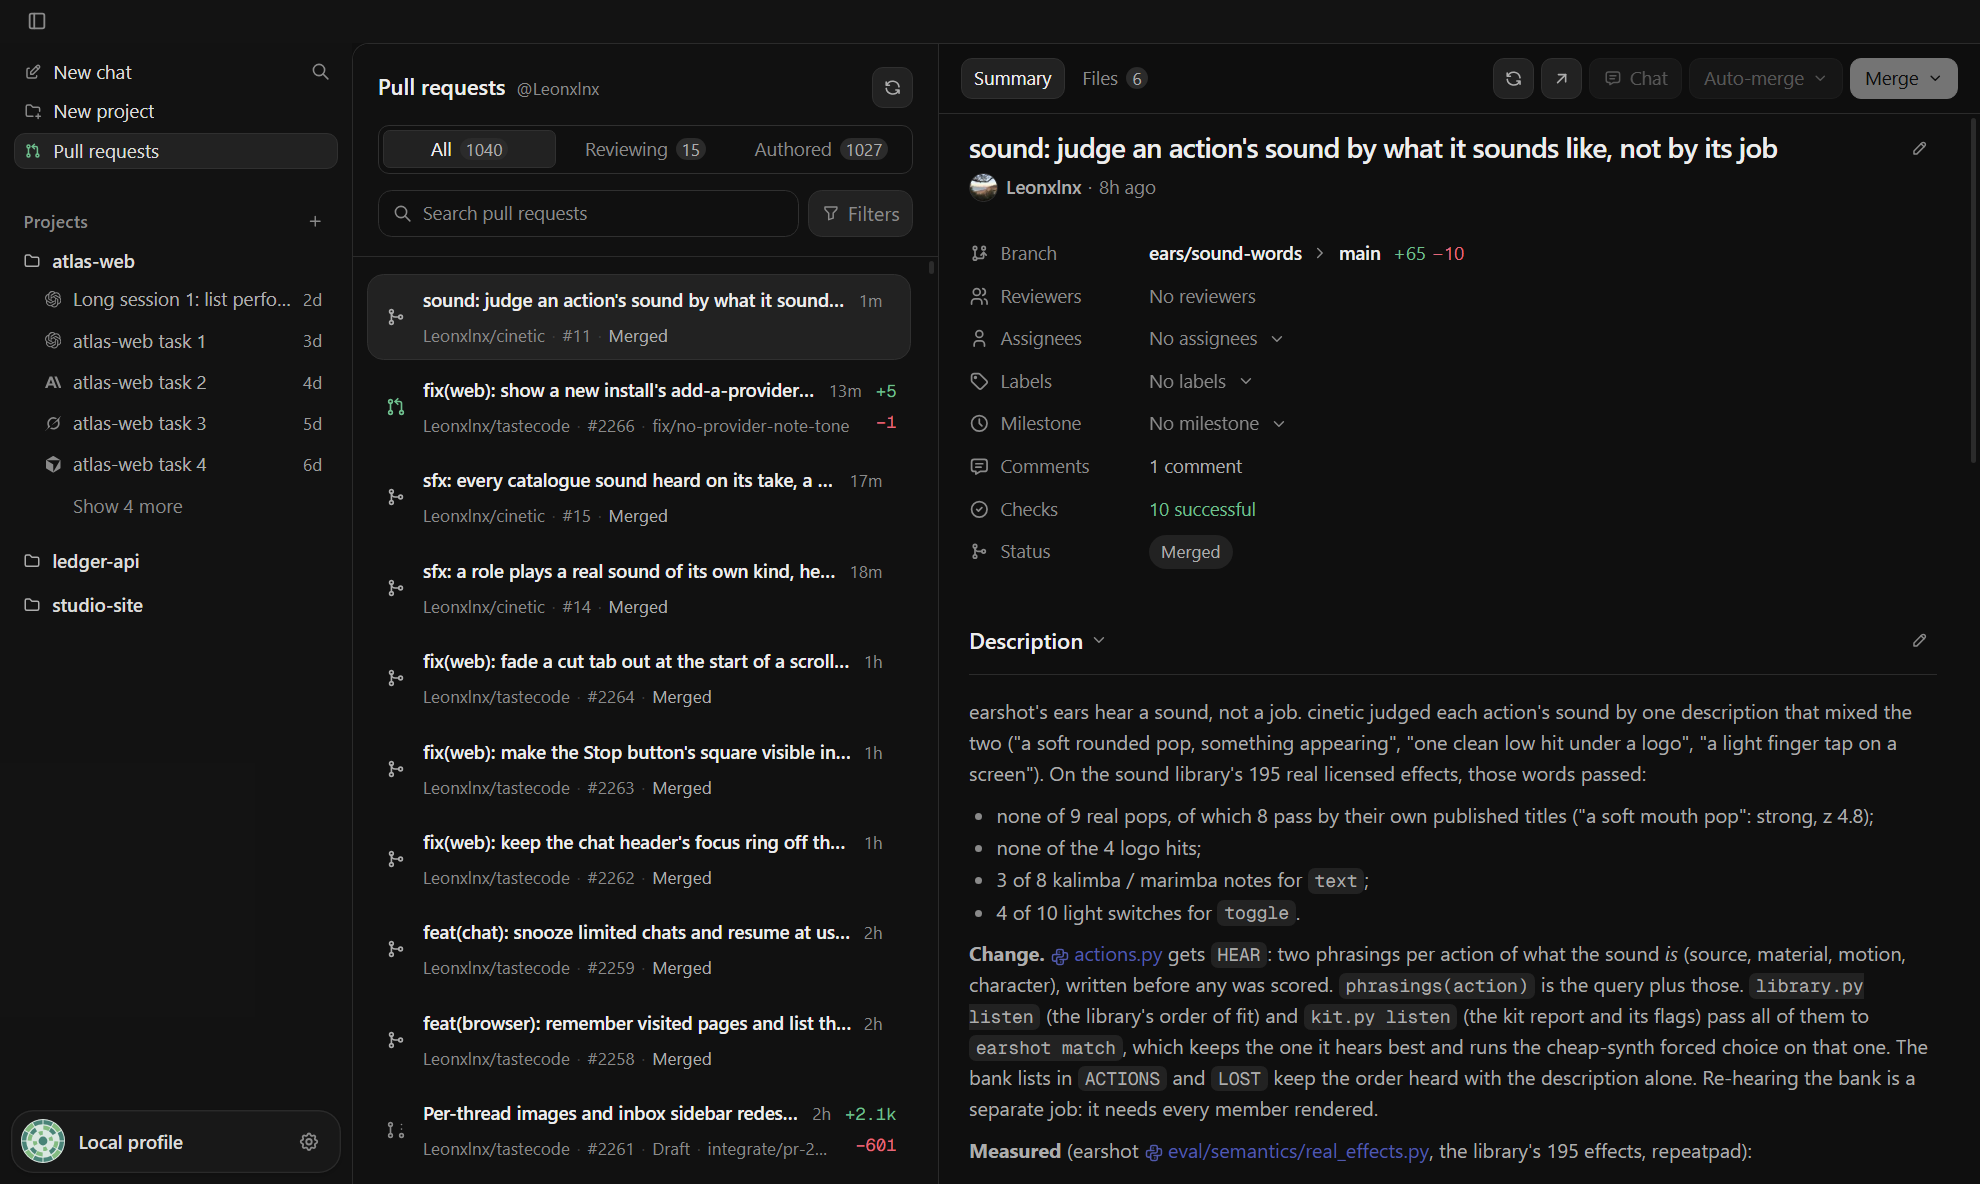 New chat
New project
Pull requests
Projects
atlas-web
Long session 1: list perfo... 2d
atlas-web task 1 3d
atlas-web task 2 4d
atlas-web task 3 5d
atlas-web task 4 6d
Show 4 more
ledger-api
studio-site
Local profile
Pull requests @Leonxlnx
All 1040 Reviewing 15 Authored 1027
Search pull requests Filters
sound: judge an action's sound by what it sound... 1m
Leonxlnx/cinetic · #11 · Merged
fix(web): show a new install's add-a-provider... 13m +5
Leonxlnx/tastecode · #2266 · fix/no-provider-note-tone −1
sfx: every catalogue sound heard on its take, a ... 17m
Leonxlnx/cinetic · #15 · Merged
sfx: a role plays a real sound of its own kind, he... 18m
Leonxlnx/cinetic · #14 · Merged
fix(web): fade a cut tab out at the start of a scroll... 1h
Leonxlnx/tastecode · #2264 · Merged
fix(web): make the Stop button's square visible in... 1h
Leonxlnx/tastecode · #2263 · Merged
fix(web): keep the chat header's focus ring off th... 1h
Leonxlnx/tastecode · #2262 · Merged
feat(chat): snooze limited chats and resume at us... 2h
Leonxlnx/tastecode · #2259 · Merged
feat(browser): remember visited pages and list th... 2h
Leonxlnx/tastecode · #2258 · Merged
Per-thread images and inbox sidebar redes... 2h +2.1k
Leonxlnx/tastecode · #2261 · Draft · integrate/pr-2... −601
Summary Files 6 Chat Auto-merge Merge
sound: judge an action's sound by what it sounds like, not by its job
Leonxlnx · 8h ago
Branch ears/sound-words > main +65 −10
Reviewers No reviewers
Assignees No assignees
Labels No labels
Milestone No milestone
Comments 1 comment
Checks 10 successful
Status Merged
Description
earshot's ears hear a sound, not a job. cinetic judged each action's sound by one description that mixed the
two ("a soft rounded pop, something appearing", "one clean low hit under a logo", "a light finger tap on a
screen"). On the sound library's 195 real licensed effects, those words passed:
• none of 9 real pops, of which 8 pass by their own published titles ("a soft mouth pop": strong, z 4.8);
• none of the 4 logo hits;
• 3 of 8 kalimba / marimba notes for text;
• 4 of 10 light switches for toggle.
Change. actions.py gets HEAR: two phrasings per action of what the sound is (source, material, motion,
character), written before any was scored. phrasings(action) is the query plus those. library.py
listen (the library's order of fit) and kit.py listen (the kit report and its flags) pass all of them to
earshot match, which keeps the one it hears best and runs the cheap-synth forced choice on that one. The
bank lists in ACTIONS and LOST keep the order heard with the description alone. Re-hearing the bank is a
separate job: it needs every member rendered.
Measured (earshot eval/semantics/real_effects.py, the library's 195 effects, repeatpad):